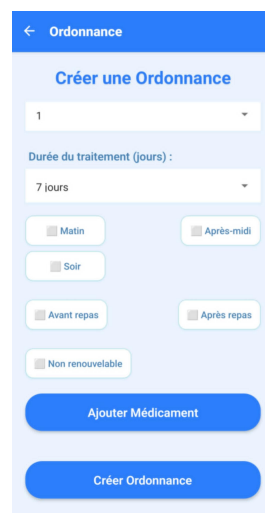 Ordonnance
Créer une Ordonnance
1
Durée du traitement (jours) :
7 jours
Matin
Après-midi
Soir
Avant repas
Après repas
Non renouvelable
Ajouter Médicament
Créer Ordonnance